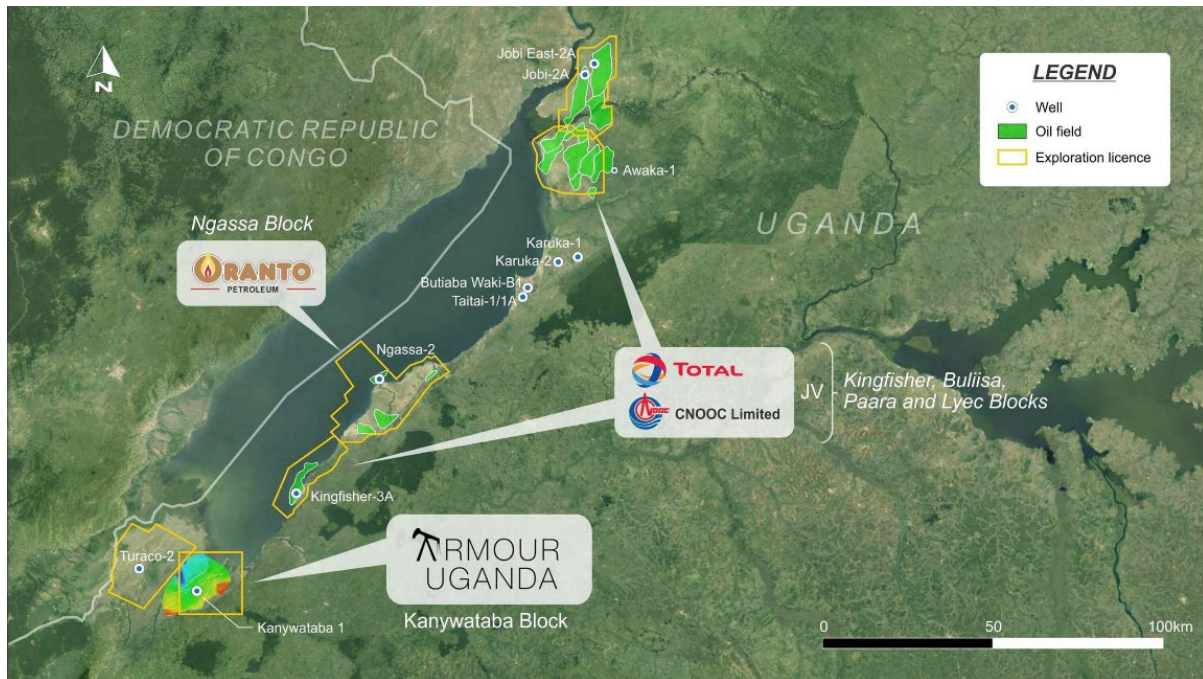 N
DEMOCRATIC REPUBLIC
OF CONGO
UGANDA
LEGEND
Well
Oil field
Exploration licence
Jobi East-2A
Jobi-2A
Awaka-1
Karuka-1
Karuka-2
Butiaba Waki-B1
Taitai-1/1A
Ngassa Block
ORANTO
PETROLEUM
Ngassa-2
TOTAL
CNOOC
CNOOC Limited
JV
Kingfisher, Buliisa,
Paara and Lyec Blocks
Kingfisher-3A
Turaco-2
Kanywataba 1
ARMOUR
UGANDA
Kanywataba Block
0 50 100km